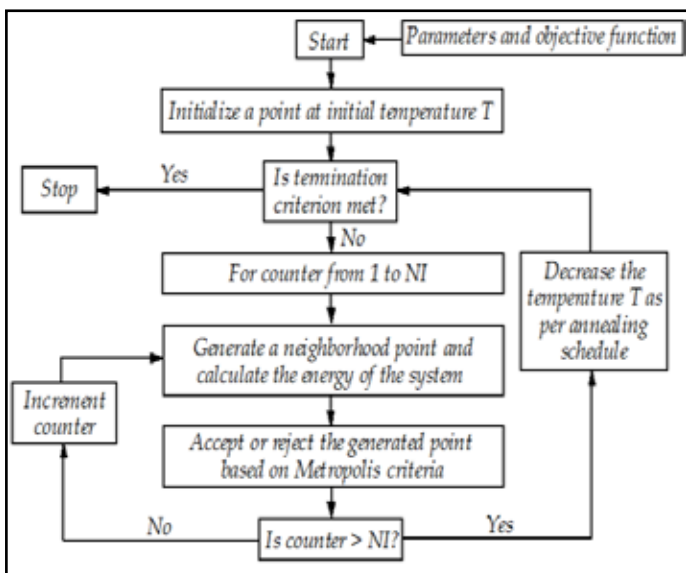 Start
Parameters and objective function
Initialize a point at initial temperature T
Yes
Stop
Is termination
criterion met?
No
For counter from 1 to NI
Decrease the
temperature T as
per annealing
schedule
Generate a neighborhood point and
calculate the energy of the system
Increment
counter
Accept or reject the generated point
based on Metropolis criteria
No
Is counter > NI?
Yes